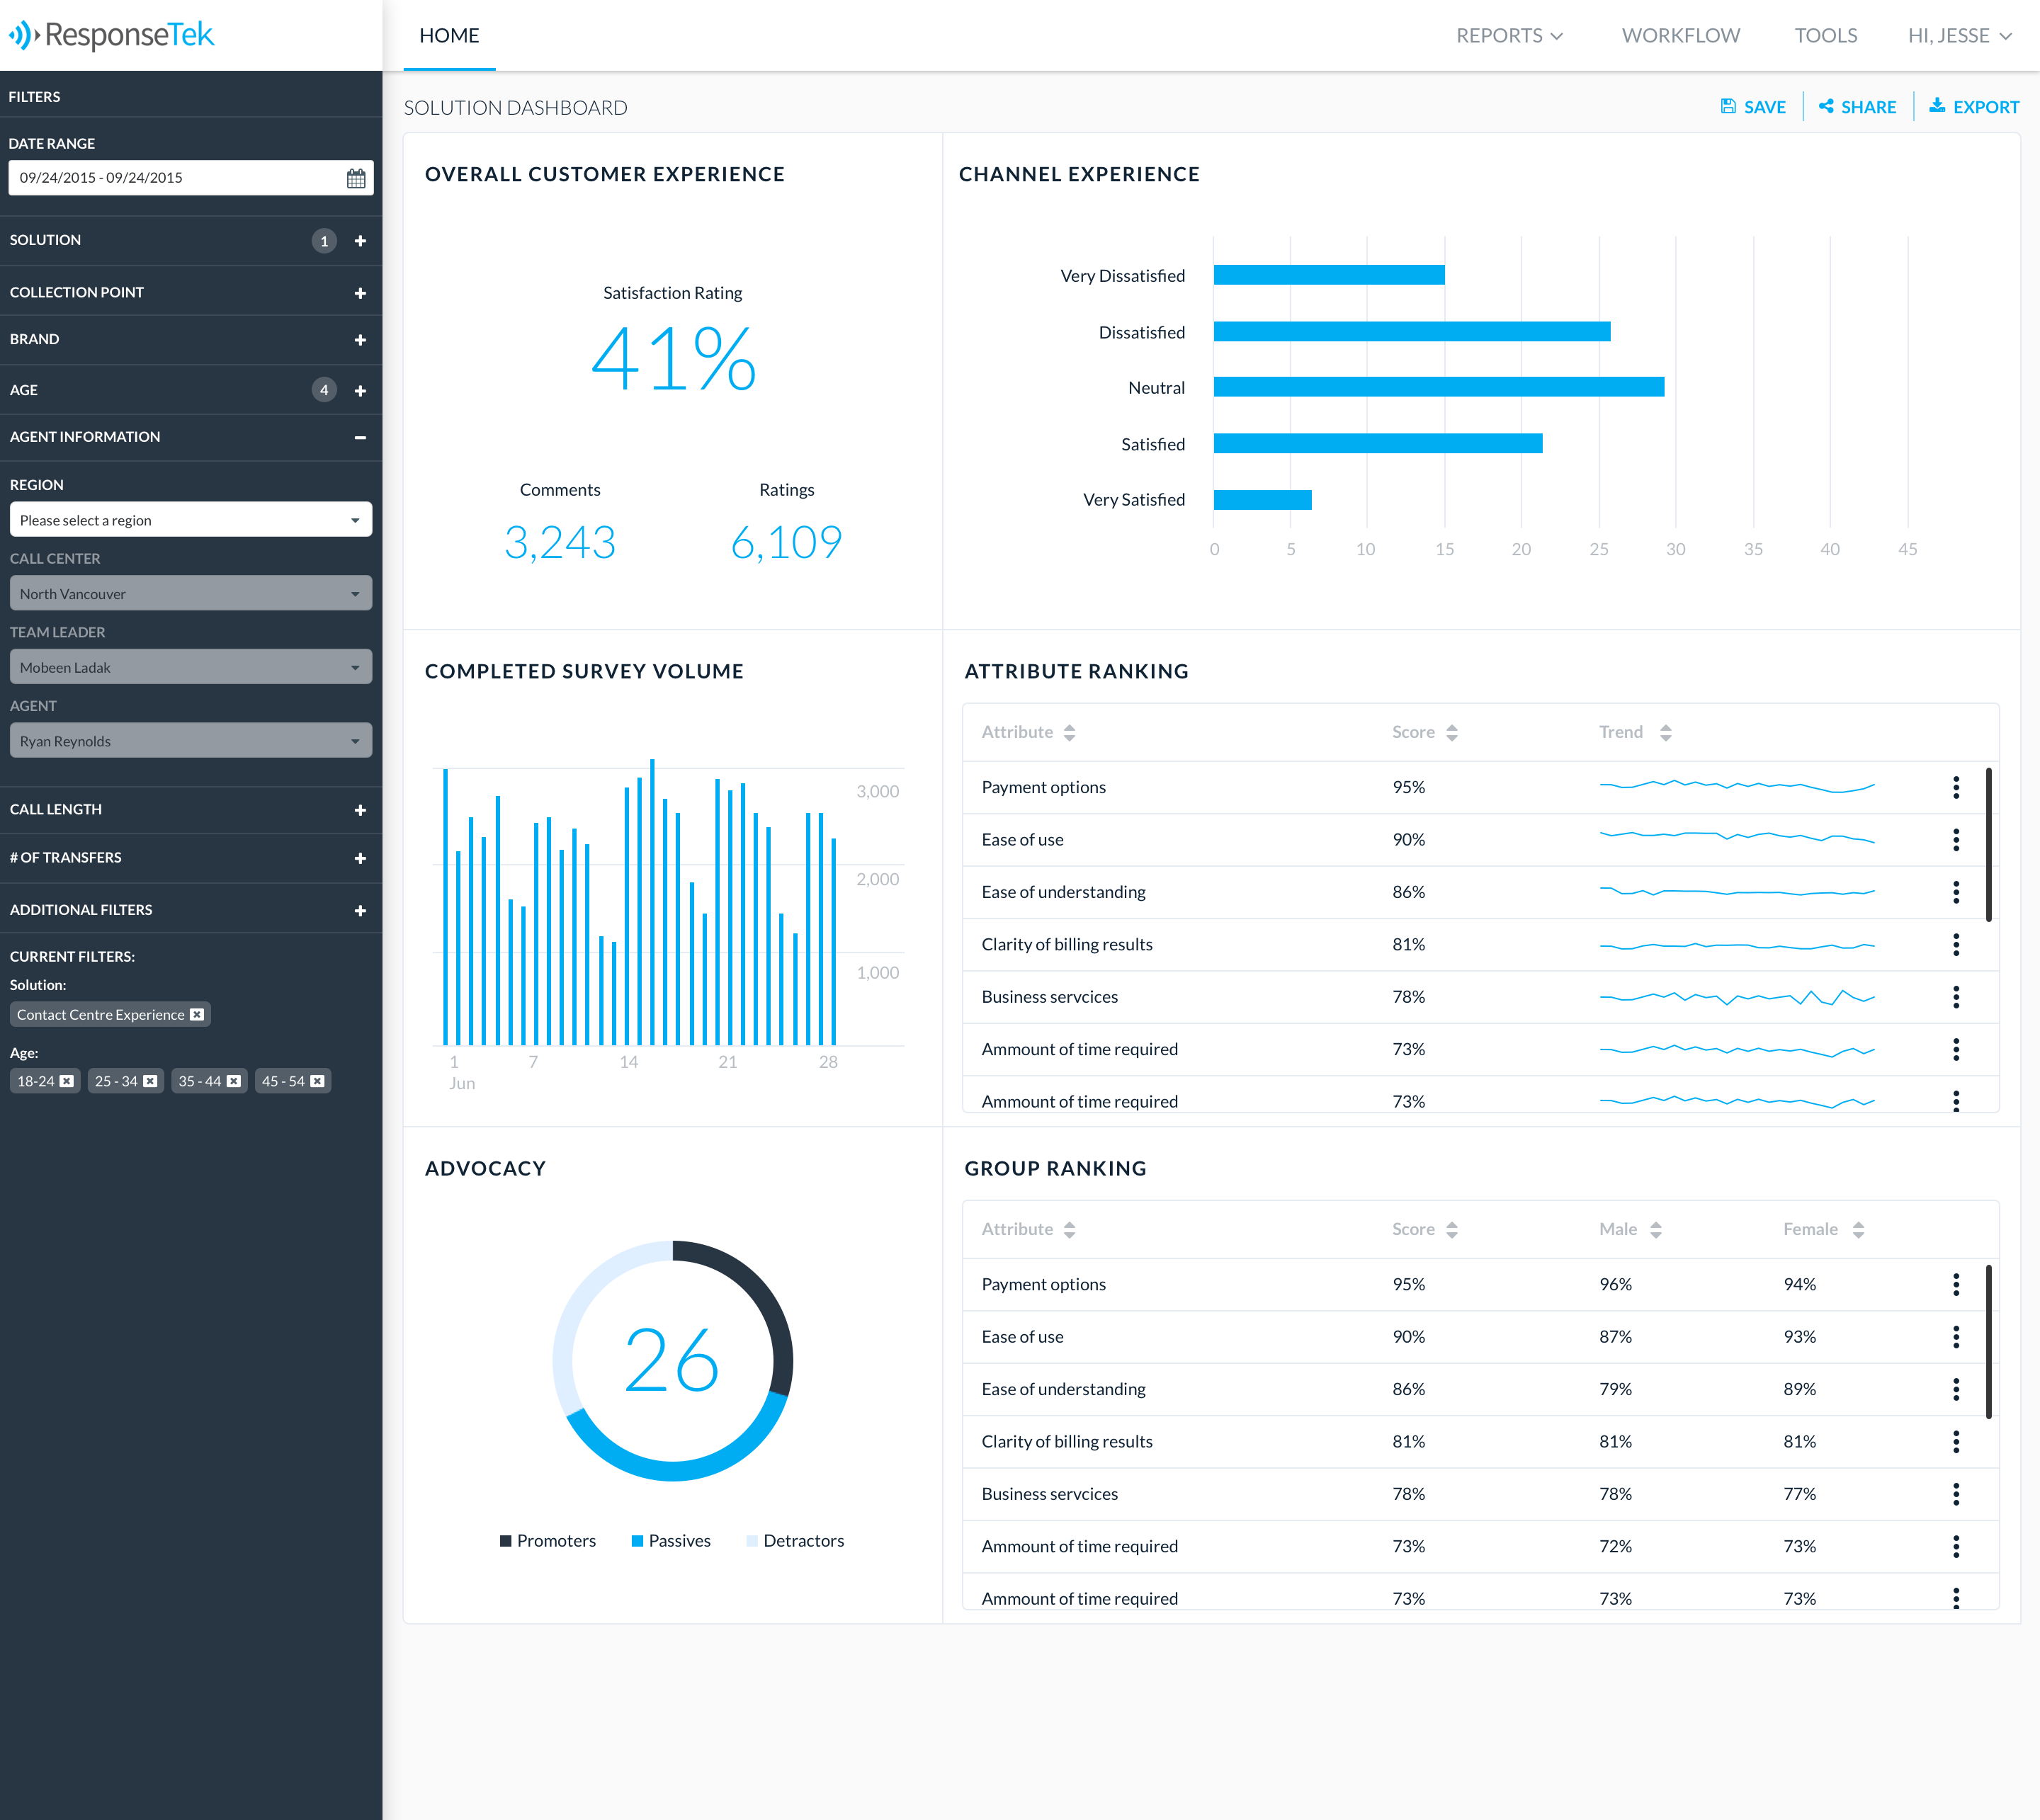 ResponseTek
HOME
REPORTS
WORKFLOW
TOOLS
HI, JESSE
FILTERS
DATE RANGE
09/24/2015 - 09/24/2015
SOLUTION 1
COLLECTION POINT
BRAND
AGE 4
AGENT INFORMATION
REGION
Please select a region
CALL CENTER
North Vancouver
TEAM LEADER
Mobeen Ladak
AGENT
Ryan Reynolds
CALL LENGTH
# OF TRANSFERS
ADDITIONAL FILTERS
CURRENT FILTERS:
Solution:
Contact Centre Experience
Age:
18-24 25 - 34 35 - 44 45 - 54
SOLUTION DASHBOARD
SAVE SHARE EXPORT
OVERALL CUSTOMER EXPERIENCE
Satisfaction Rating
41%
Comments Ratings
3,243 6,109
CHANNEL EXPERIENCE
Very Dissatisfied
Dissatisfied
Neutral
Satisfied
Very Satisfied
0 5 10 15 20 25 30 35 40 45
COMPLETED SURVEY VOLUME
3,000
2,000
1,000
1 7 14 21 28
Jun
ATTRIBUTE RANKING
Attribute Score Trend
Payment options 95%
Ease of use 90%
Ease of understanding 86%
Clarity of billing results 81%
Business servcices 78%
Ammount of time required 73%
Ammount of time required 73%
ADVOCACY
26
Promoters Passives Detractors
GROUP RANKING
Attribute Score Male Female
Payment options 95% 96% 94%
Ease of use 90% 87% 93%
Ease of understanding 86% 79% 89%
Clarity of billing results 81% 81% 81%
Business servcices 78% 78% 77%
Ammount of time required 73% 72% 73%
Ammount of time required 73% 73% 73%